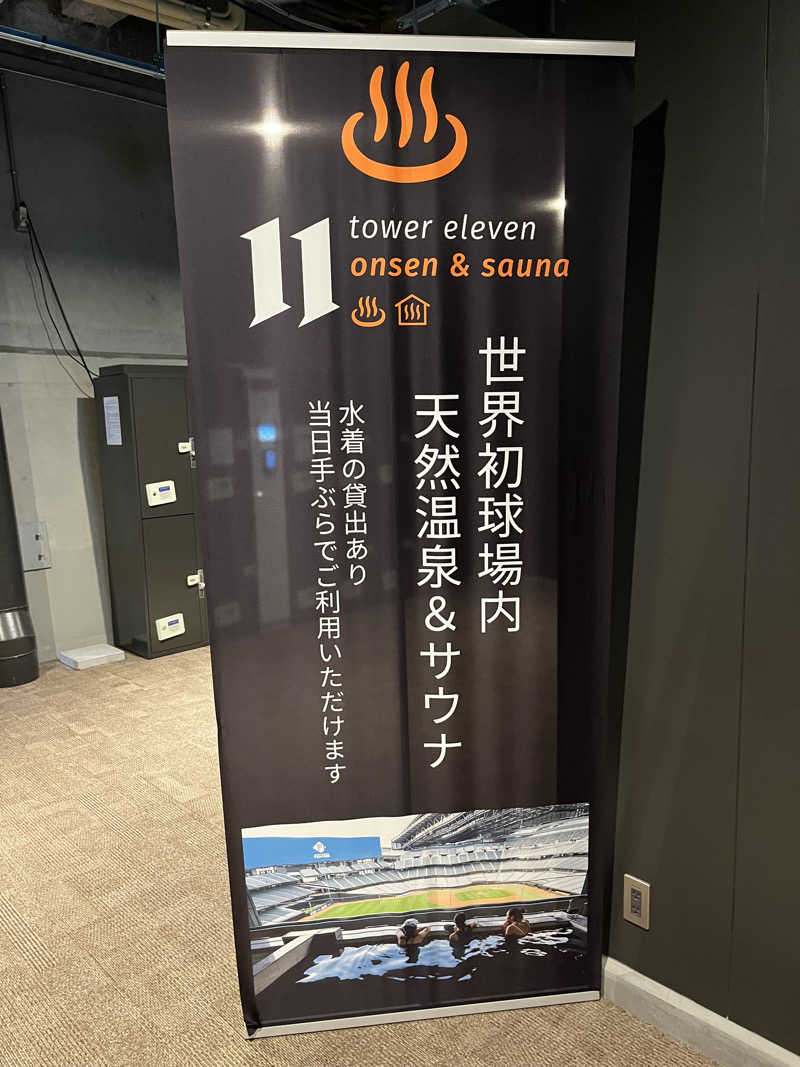 11
tower eleven
onsen & sauna
世界初球場内
天然温泉&サウナ
水着の貸出あり
当日手ぶらでご利用いただけます